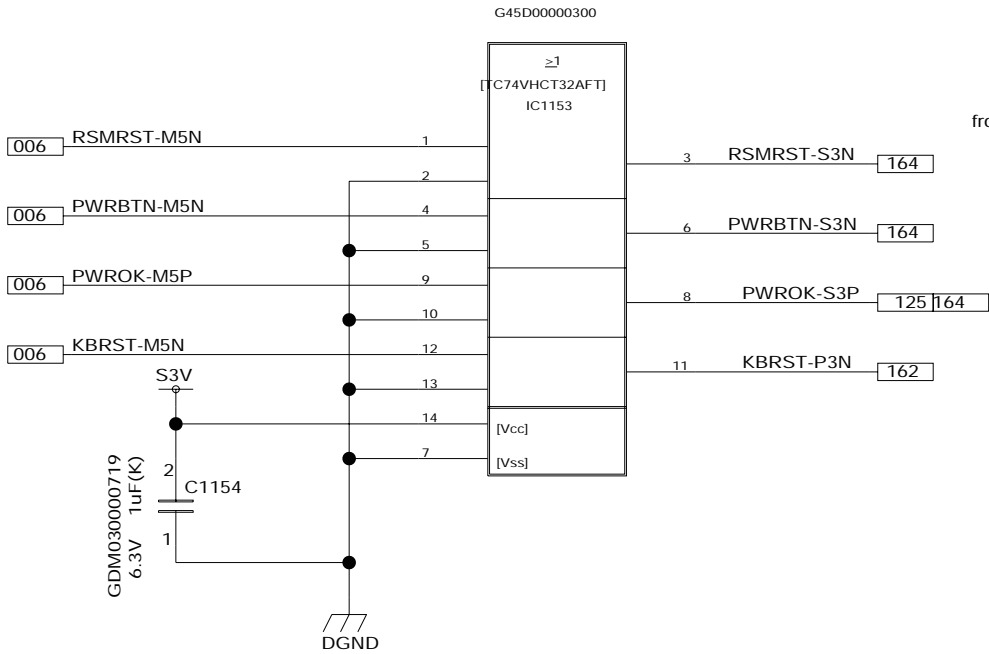 G45D00000300
>1
[TC74VHCT32AFT]
IC1153
fro
006 RSMRST-M5N 1
3 RSMRST-S3N 164
2
006 PWRBTN-M5N 4
6 PWRBTN-S3N 164
5
006 PWROK-M5P 9
8 PWROK-S3P 125 164
10
006 KBRST-M5N 12
11 KBRST-P3N 162
S3V
13
14 [Vcc]
7 [Vss]
GDM030000719
6.3V 1uF(K)
2
C1154
1
DGND